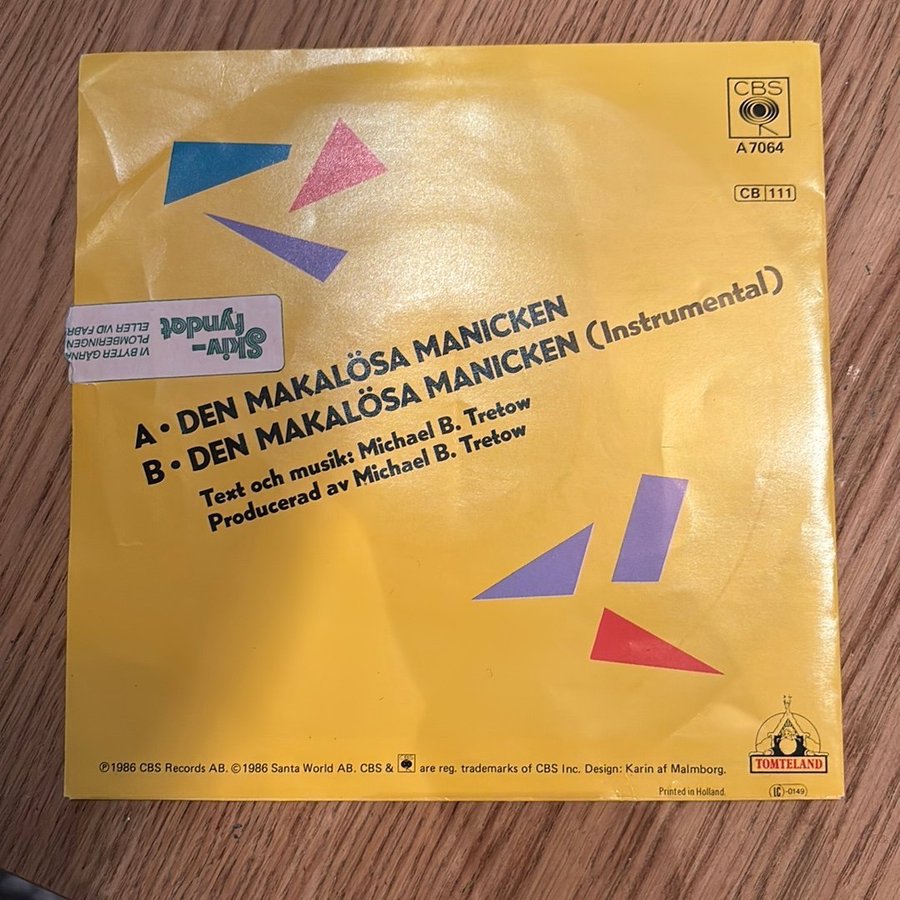 CBS
A 7064
CB 111
Skiv-
fyndet
VI BYTER GÄRNA
PLOMBERINGEN
ELLER VID FABR
A • DEN MAKALÖSA MANICKEN
B • DEN MAKALÖSA MANICKEN (Instrumental)
Text och musik: Michael B. Tretow
Producerad av Michael B. Tretow
TOMTELAND
℗1986 CBS Records AB. ©1986 Santa World AB. CBS & are reg. trademarks of CBS Inc. Design: Karin af Malmborg.
Printed in Holland.
LC-0149